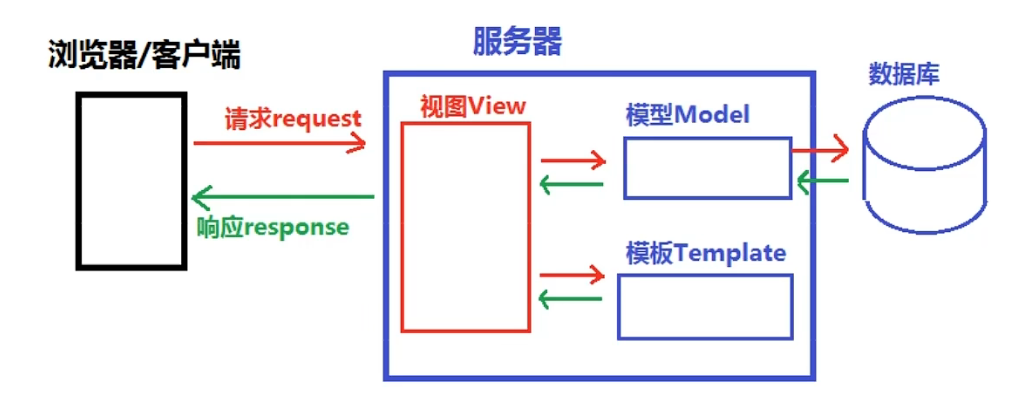 浏览器/客户端
服务器
数据库
请求request
视图View
模型Model
响应response
模板Template